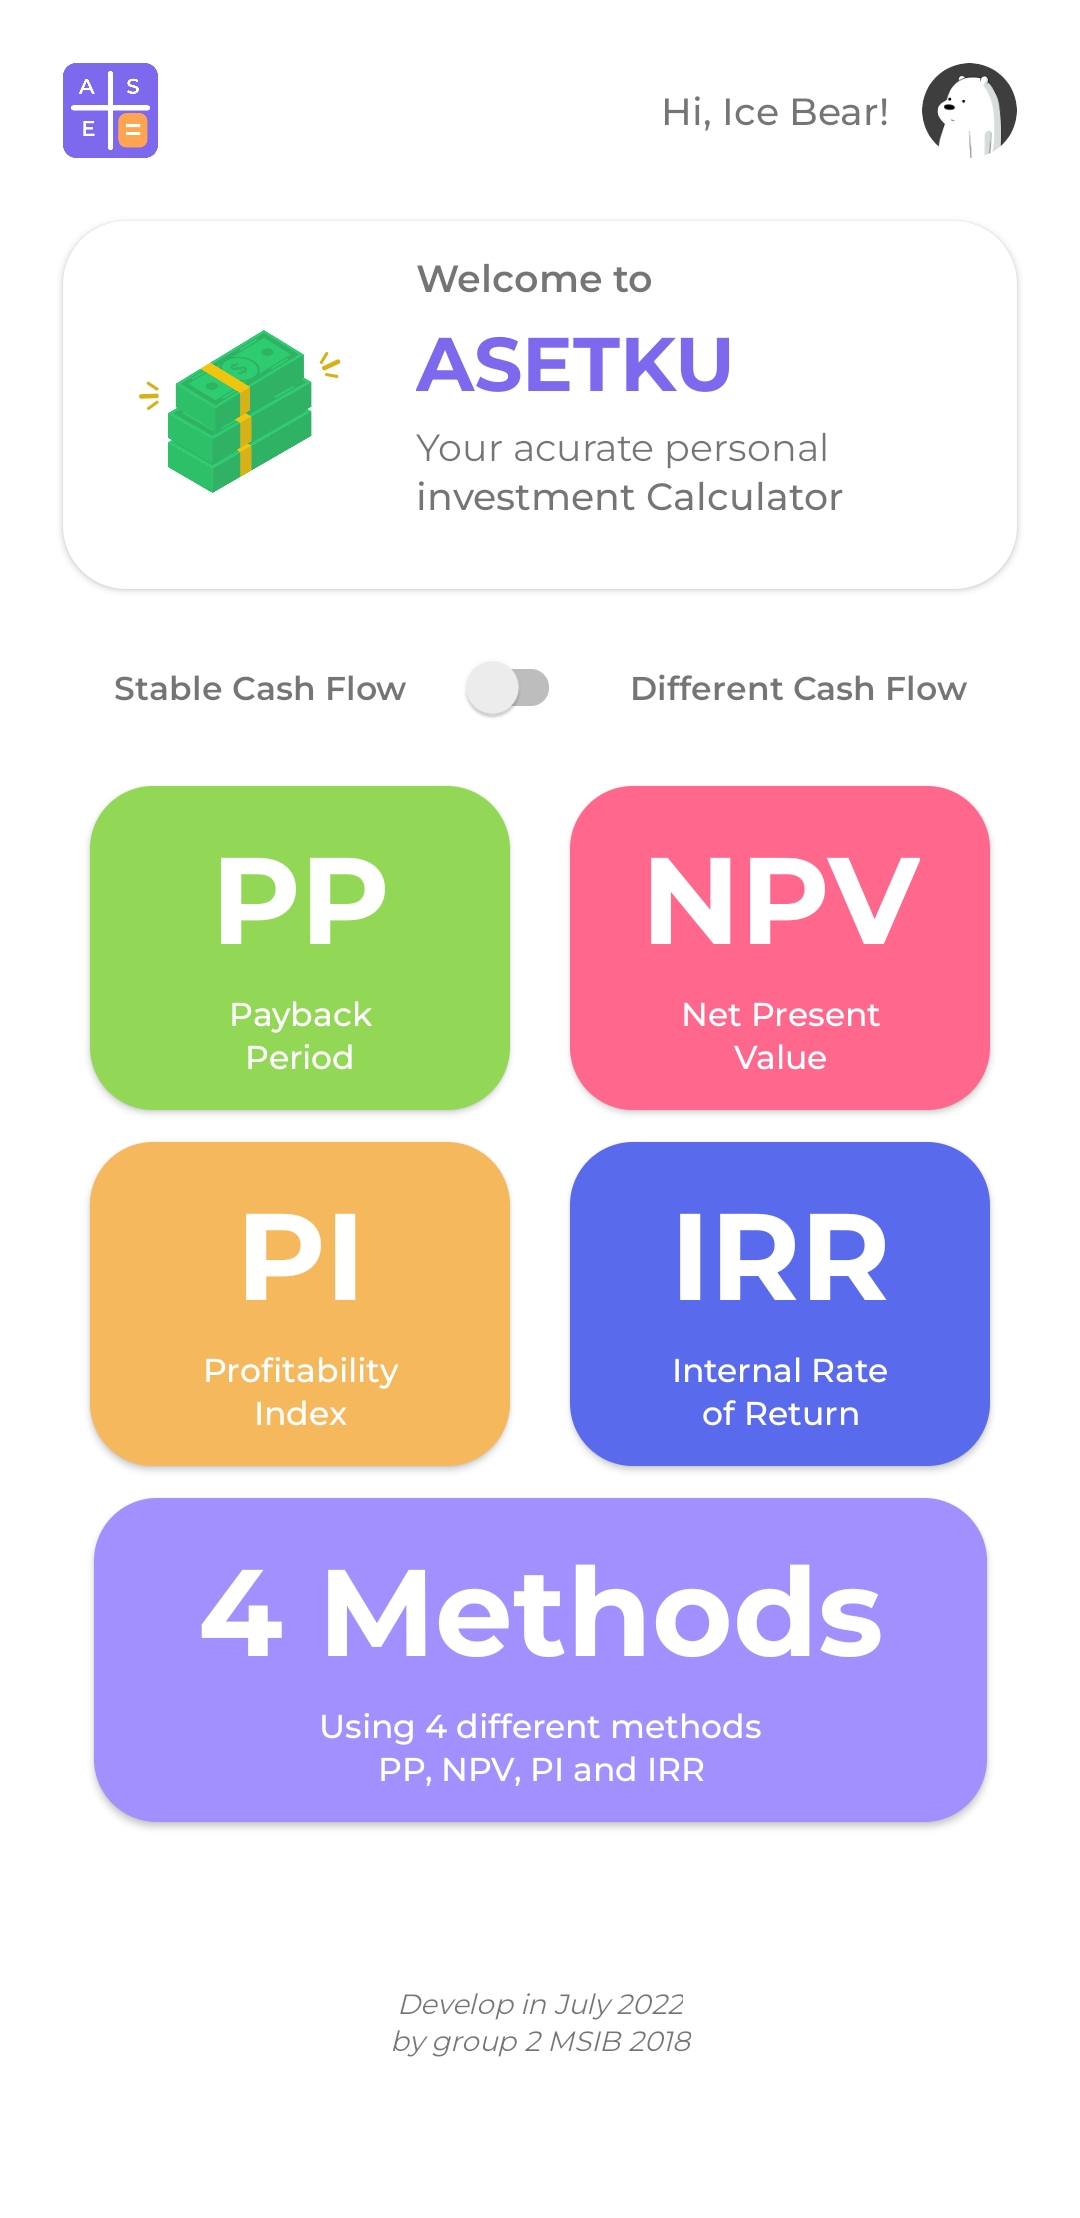 A S
E =
Hi, Ice Bear!
Welcome to
ASETKU
Your acurate personal
investment Calculator
Stable Cash Flow
Different Cash Flow
PP
Payback
Period
NPV
Net Present
Value
PI
Profitability
Index
IRR
Internal Rate
of Return
4 Methods
Using 4 different methods
PP, NPV, PI and IRR
Develop in July 2022
by group 2 MSIB 2018